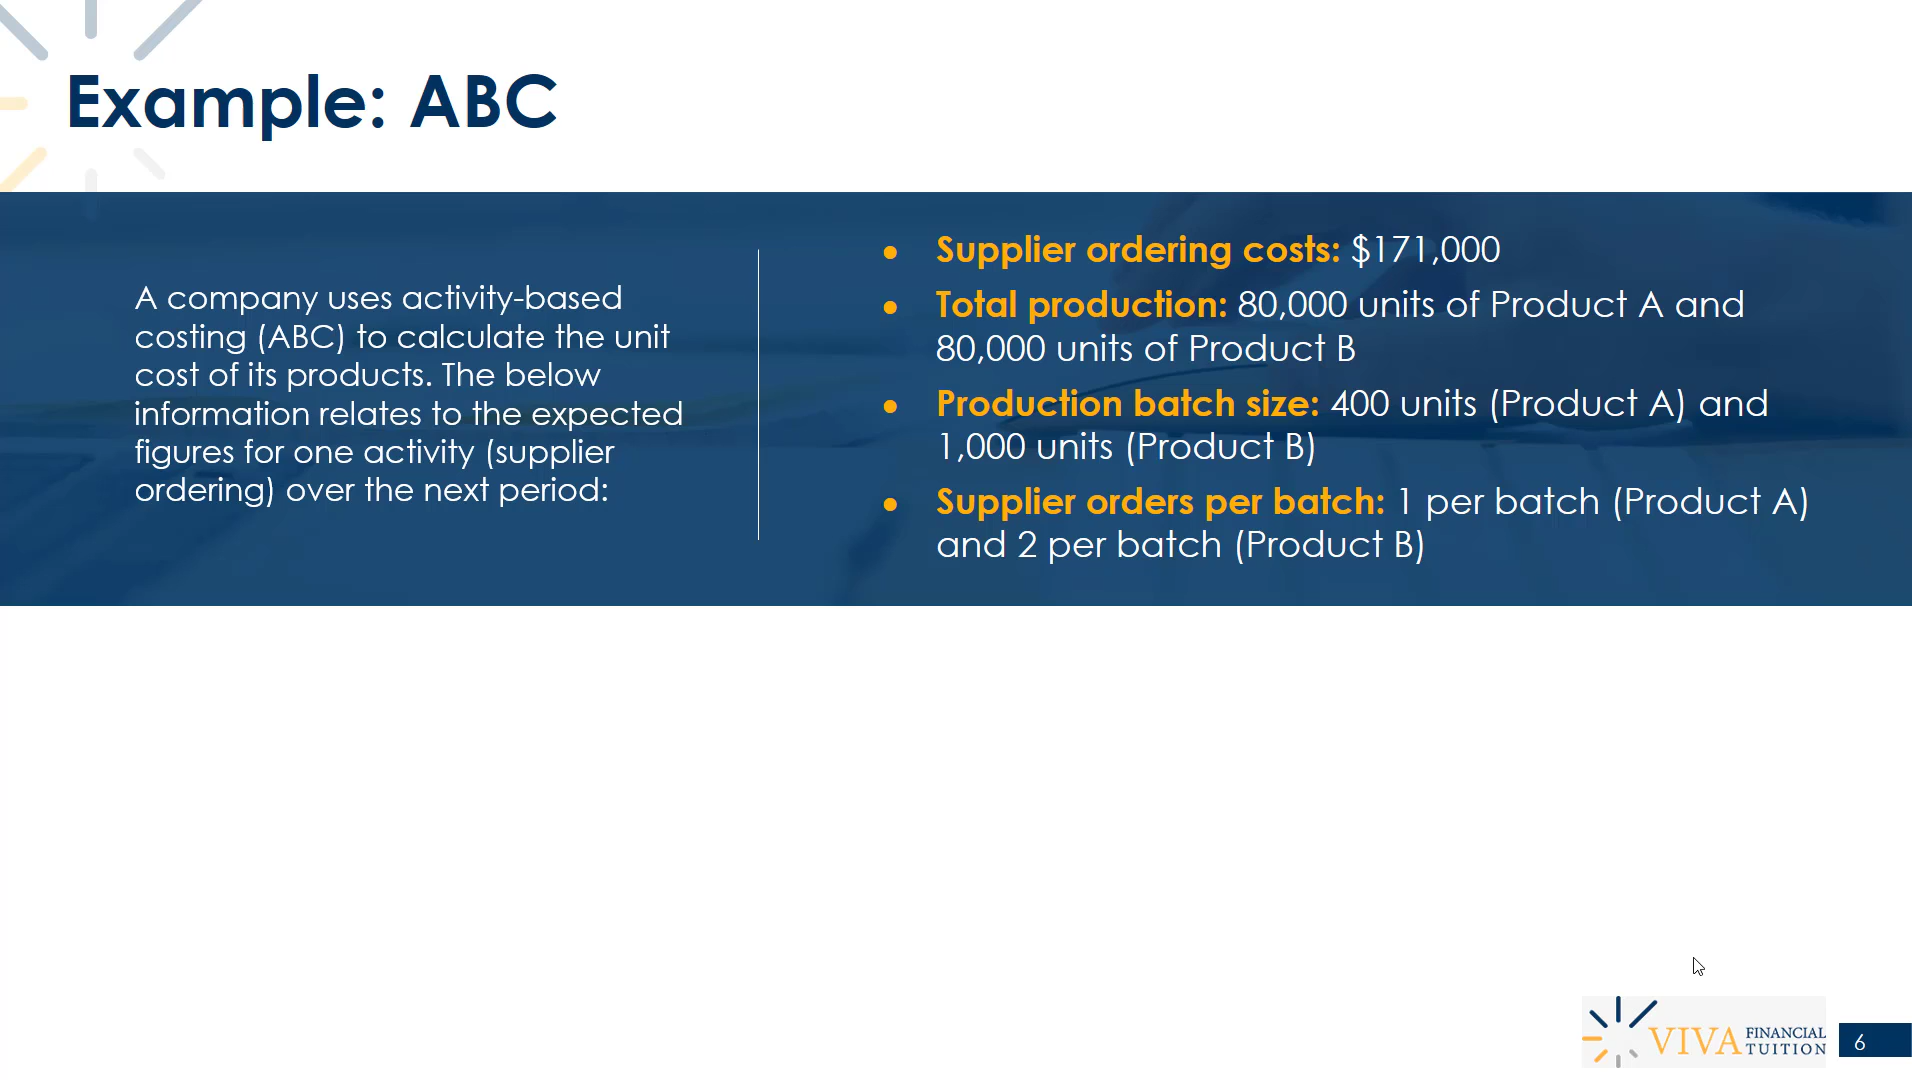 Example: ABC
A company uses activity-based
costing (ABC) to calculate the unit
cost of its products. The below
information relates to the expected
figures for one activity (supplier
ordering) over the next period:
• Supplier ordering costs: $171,000
• Total production: 80,000 units of Product A and
80,000 units of Product B
• Production batch size: 400 units (Product A) and
1,000 units (Product B)
• Supplier orders per batch: 1 per batch (Product A)
and 2 per batch (Product B)
VIVA FINANCIAL
TUITION
6